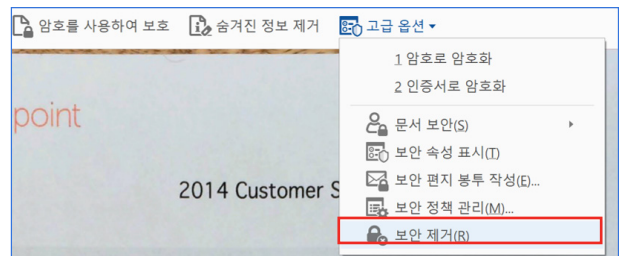 암호를 사용하여 보호 숨겨진 정보 제거 고급 옵션
1 암호로 암호화
2 인증서로 암호화
point
문서 보안(S)
보안 속성 표시(T)
보안 편지 봉투 작성(E)...
2014 Customer S
보안 정책 관리(M)...
보안 제거(R)